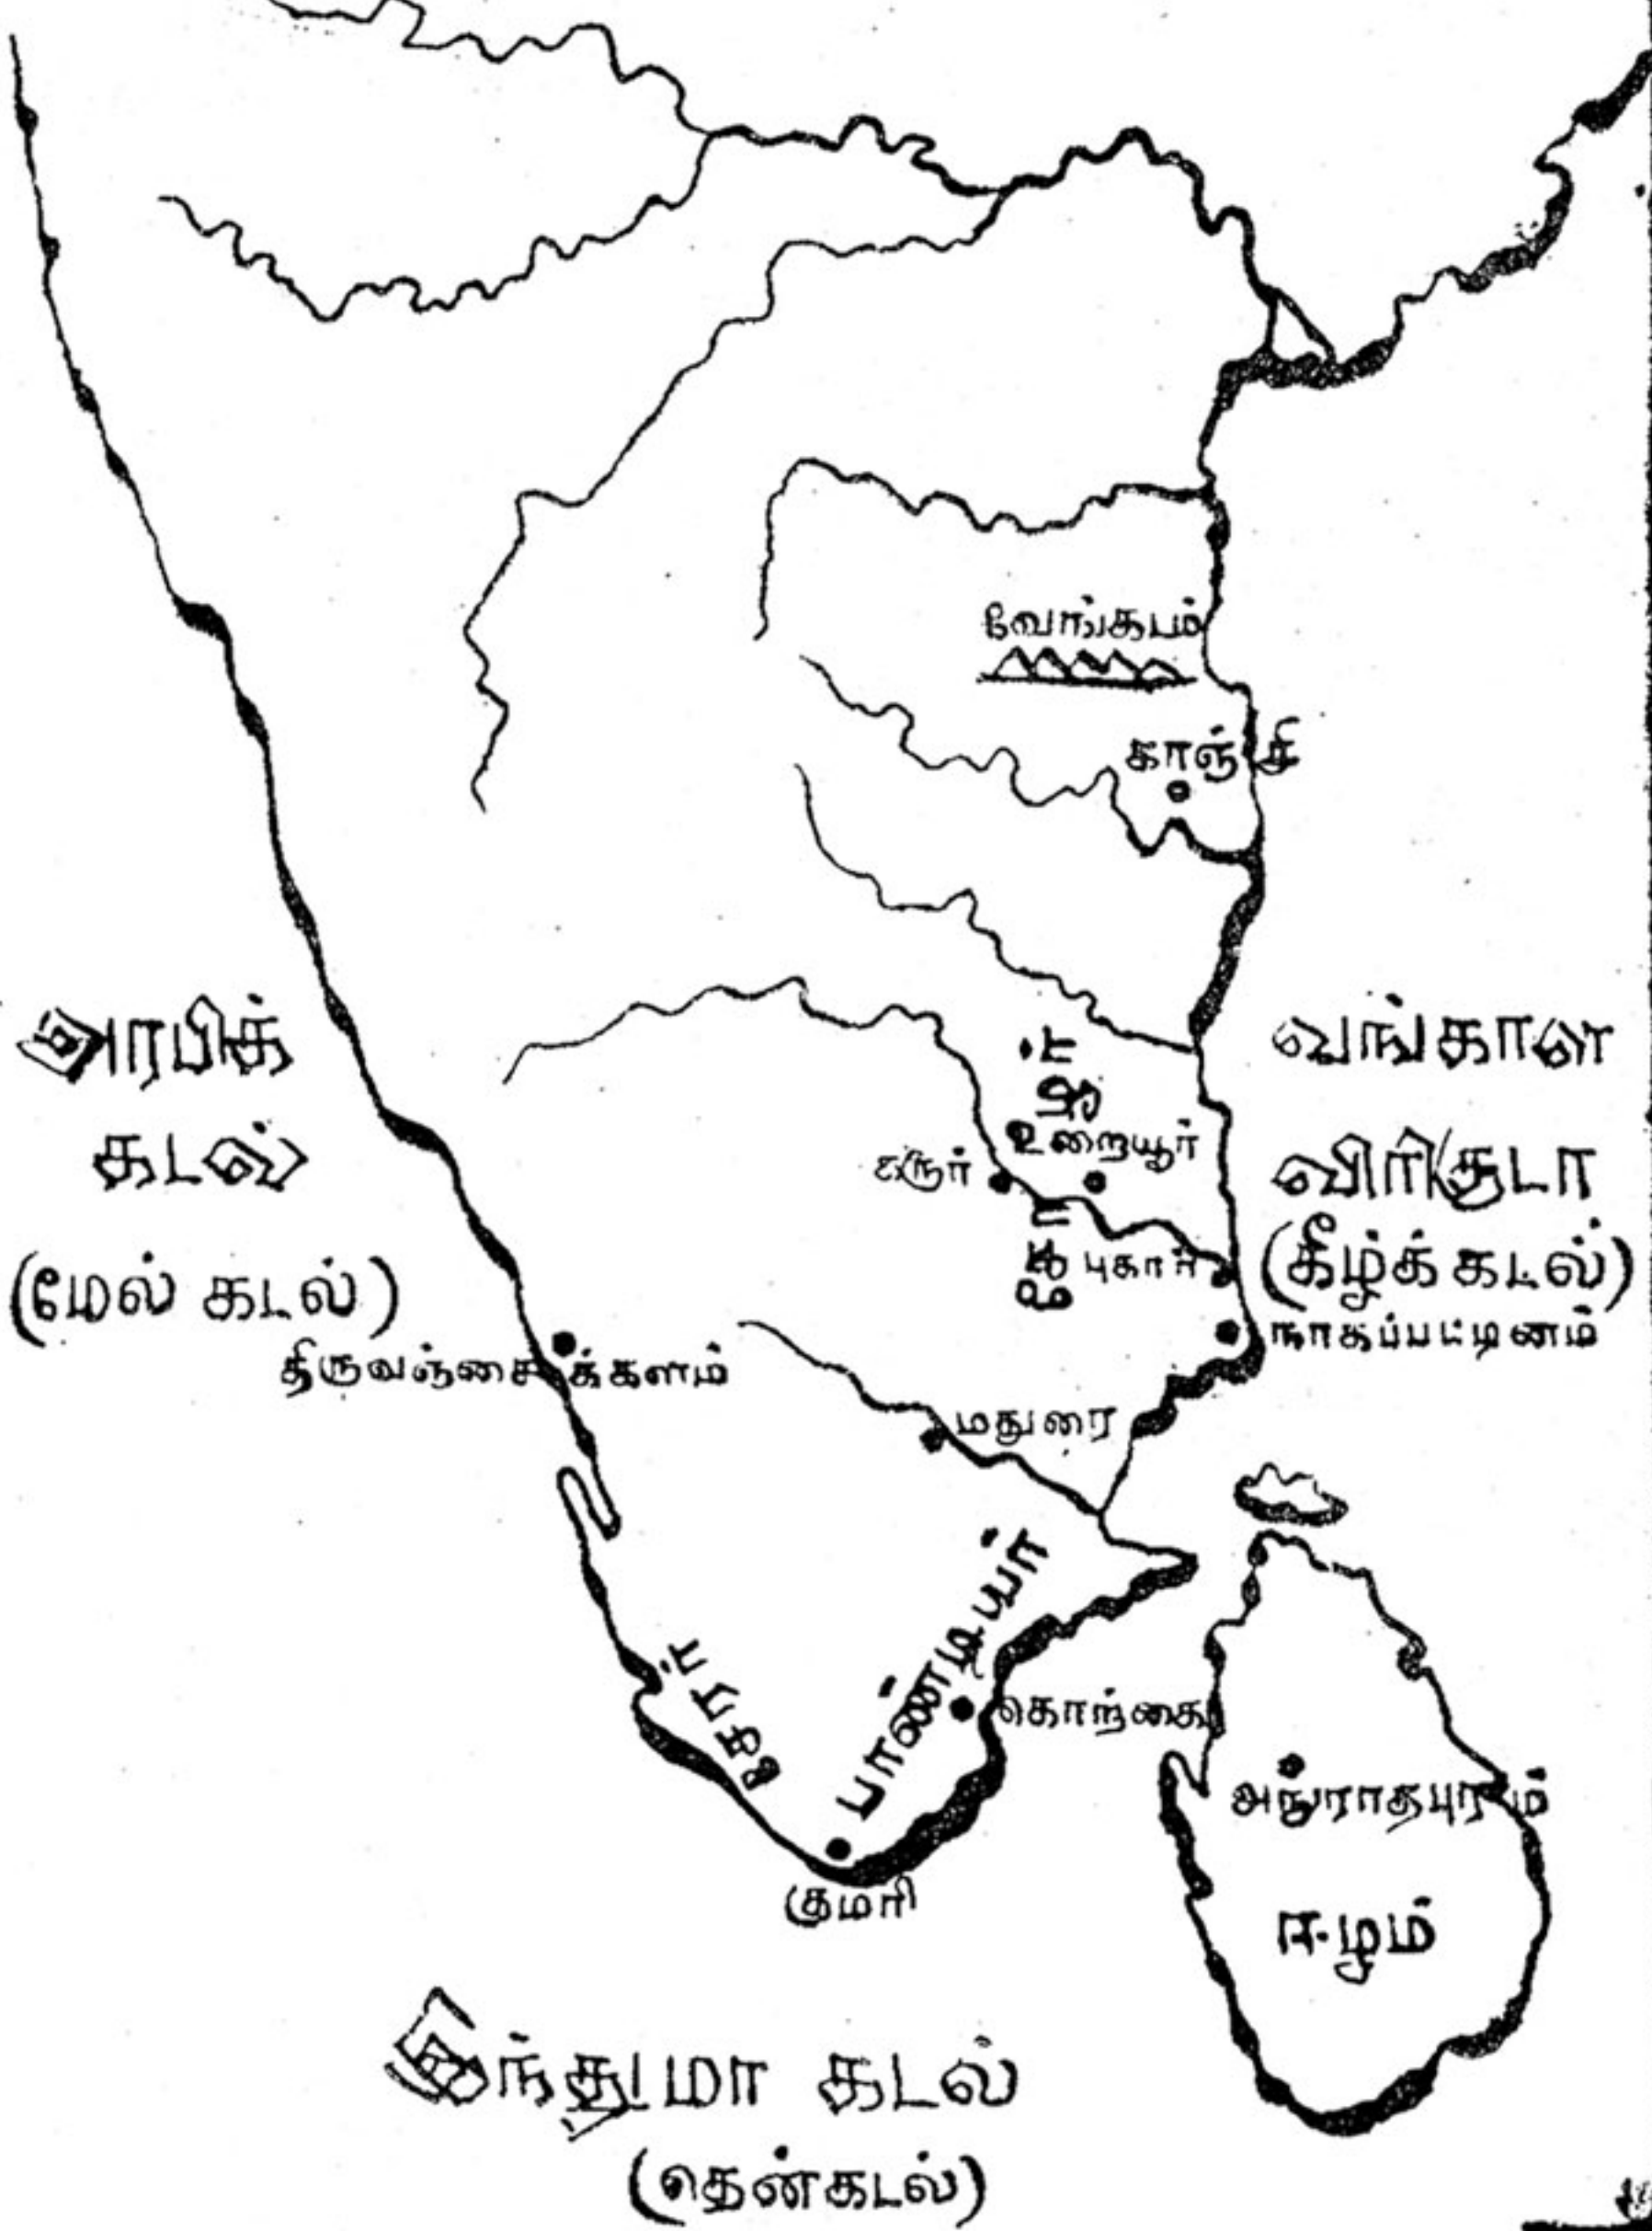 வேங்கடம்
காஞ்சி
அரபிக்
கடல்
(மேல் கடல்)
வங்காள
விரிகுடா
(கீழ்க் கடல்)
சோழர்
உறையூர்
கரூர்
புகார்
நாகப்பட்டினம்
திருவஞ்சைக்களம்
மதுரை
சேரர்
பாண்டியர்
கொற்கை
குமரி
அநுராதபுரம்
ஈழம்
இந்துமா கடல்
(தென்கடல்)